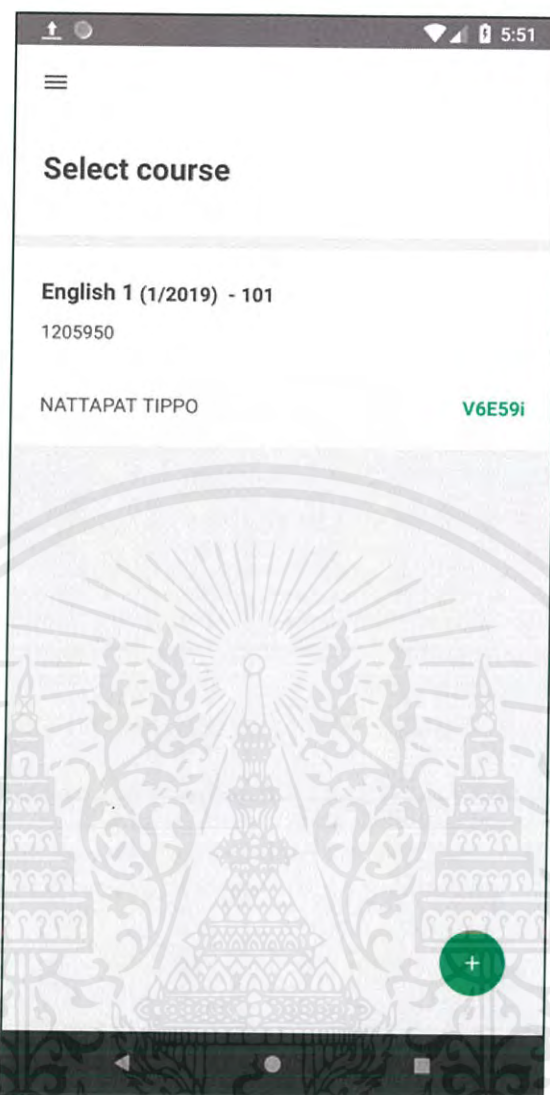 5:51
Select course
English 1 (1/2019) - 101
1205950
NATTAPAT TIPPO V6E59i
+